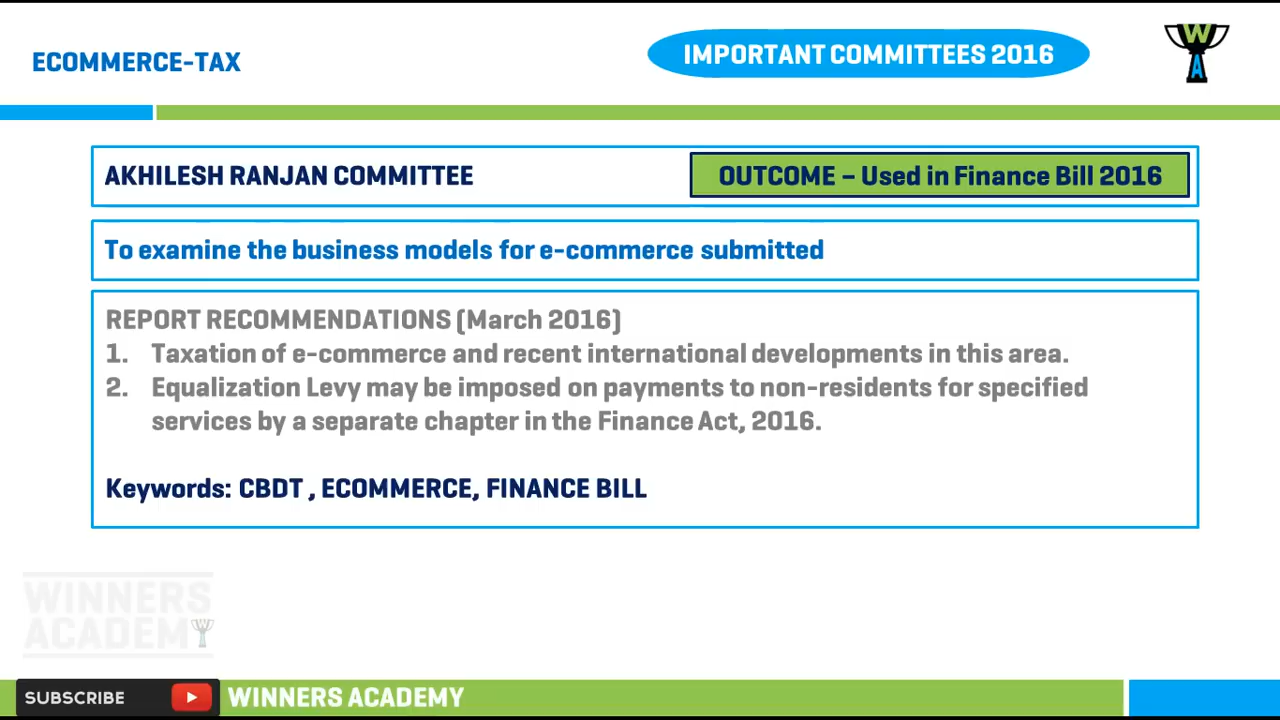 ECOMMERCE-TAX
IMPORTANT COMMITTEES 2016
W
A
AKHILESH RANJAN COMMITTEE
OUTCOME – Used in Finance Bill 2016
To examine the business models for e-commerce submitted
REPORT RECOMMENDATIONS (March 2016)
1. Taxation of e-commerce and recent international developments in this area.
2. Equalization Levy may be imposed on payments to non-residents for specified
services by a separate chapter in the Finance Act, 2016.
Keywords: CBDT , ECOMMERCE, FINANCE BILL
WINNERS
ACADEMY
SUBSCRIBE
WINNERS ACADEMY